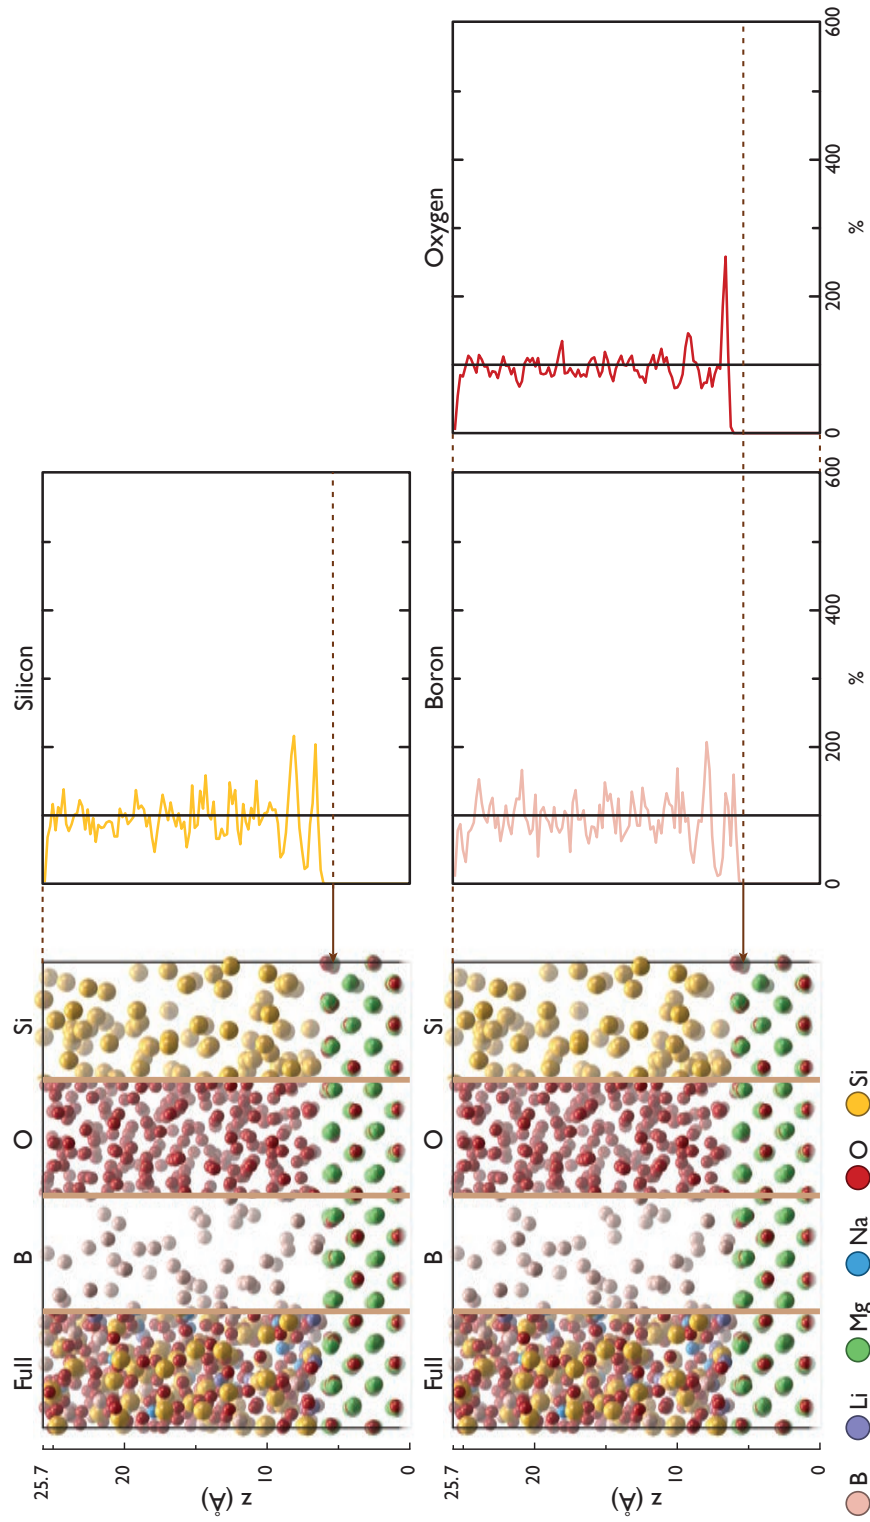 Full B O Si
Silicon
z (Å)
25.7
20
10
0
Full B O Si
Boron
Oxygen
z (Å)
25.7
20
10
0
0 200 400 600
%
0 200 400 600
%
B Li Mg Na O Si